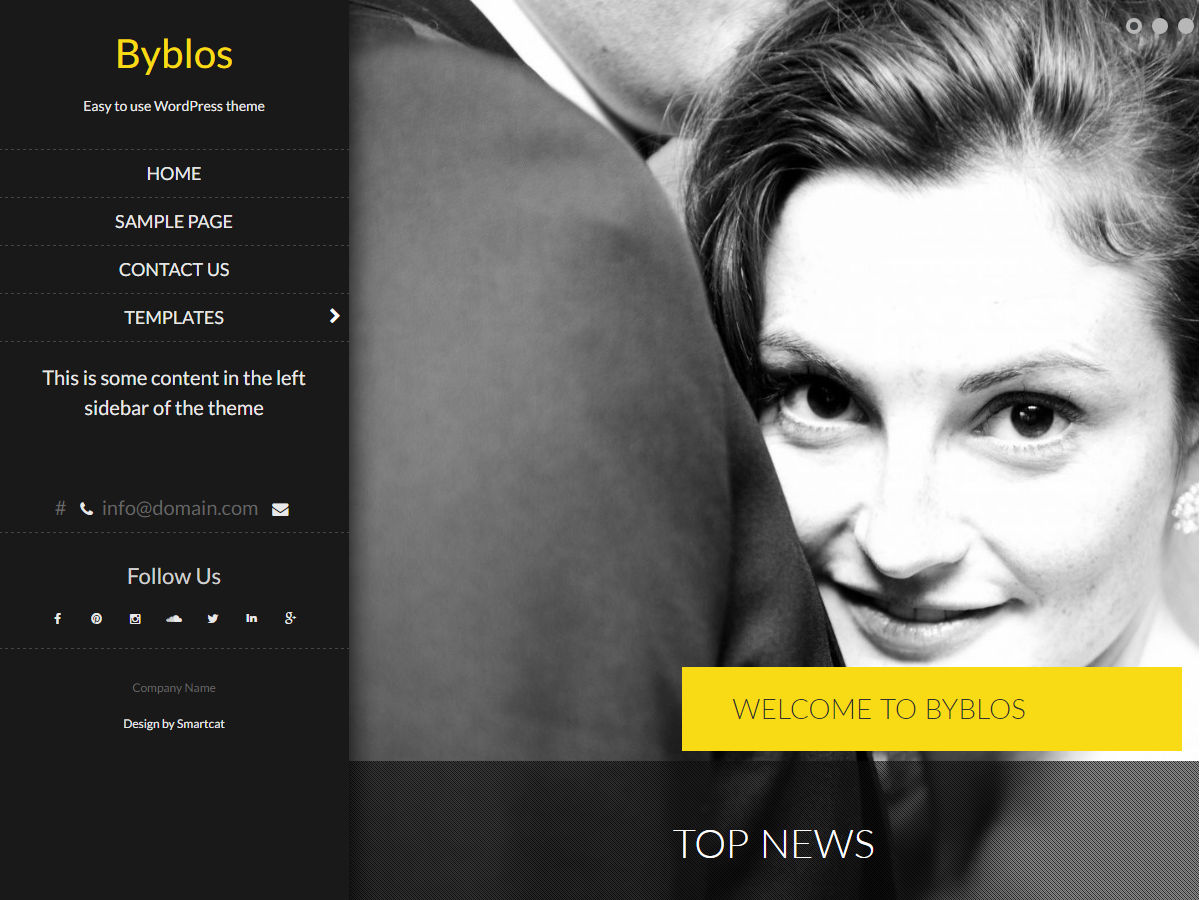 Byblos
Easy to use WordPress theme
HOME
SAMPLE PAGE
CONTACT US
TEMPLATES
This is some content in the left
sidebar of the theme
# info@domain.com
Follow Us
Company Name
Design by Smartcat
WELCOME TO BYBLOS
TOP NEWS